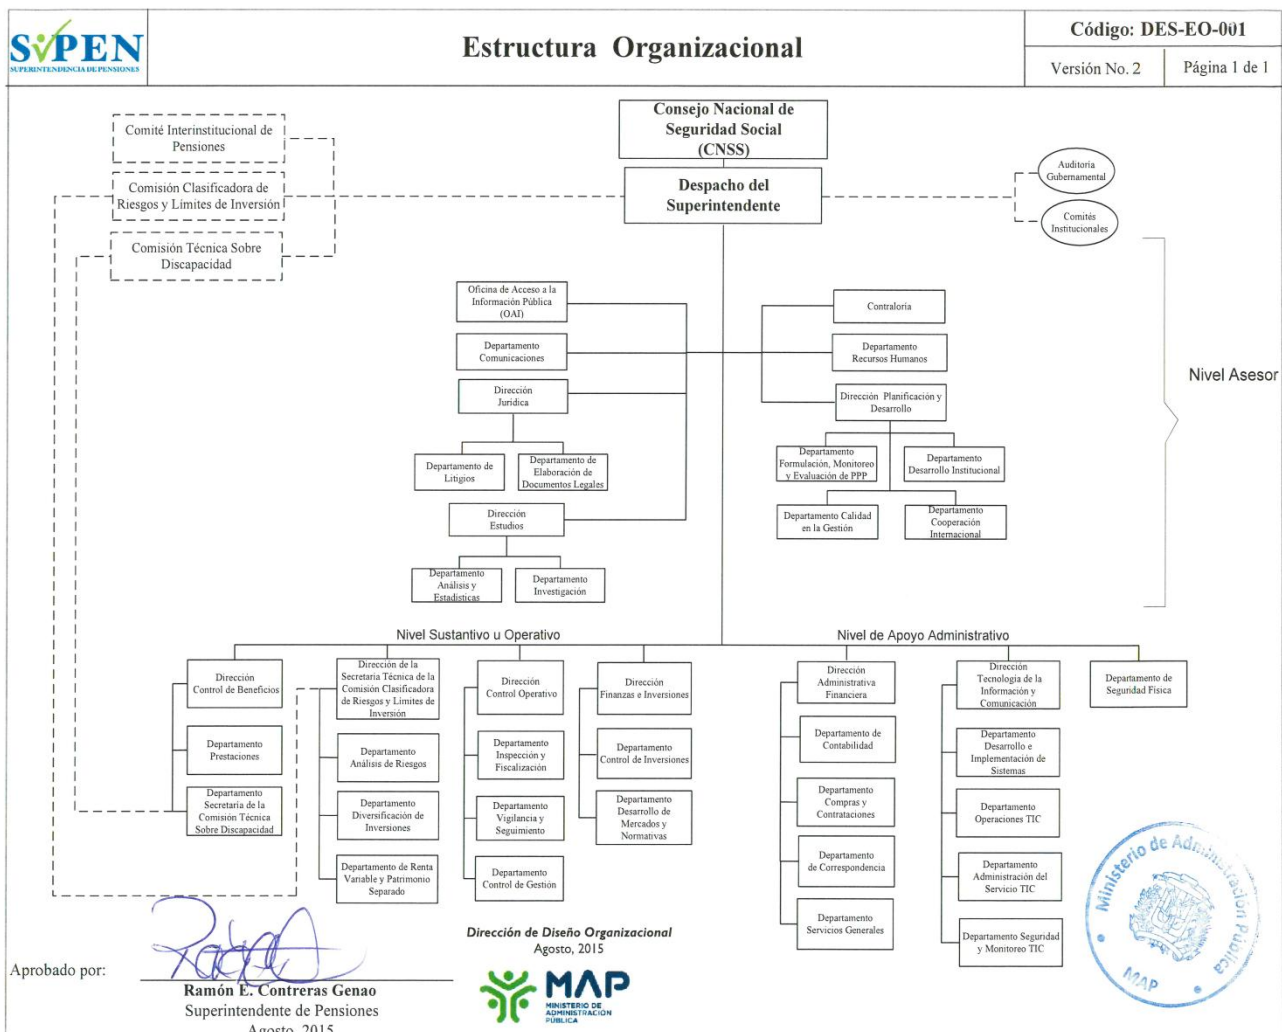 SIPEN
SUPERINTENDENCIA DE PENSIONES
Estructura Organizacional
Código: DES-EO-001
Versión No. 2
Página 1 de 1
Consejo Nacional de
Seguridad Social
(CNSS)
Despacho del
Superintendente
Comité Interinstitucional de
Pensiones
Comisión Clasificadora de
Riesgos y Límites de Inversión
Comisión Técnica Sobre
Discapacidad
Auditoría
Gubernamental
Comités
Institucionales
Nivel Asesor
Oficina de Acceso a la
Información Pública
(OAI)
Departamento
Comunicaciones
Dirección
Jurídica
Departamento de
Litigios
Departamento de
Elaboración de
Documentos Legales
Dirección
Estudios
Departamento
Análisis y
Estadísticas
Departamento
Investigación
Contraloría
Departamento
Recursos Humanos
Dirección Planificación y
Desarrollo
Departamento
Formulación, Monitoreo
y Evaluación de PPP
Departamento
Desarrollo Institucional
Departamento Calidad
en la Gestión
Departamento
Cooperación
Internacional
Nivel Sustantivo u Operativo
Nivel de Apoyo Administrativo
Dirección
Control de Beneficios
Departamento
Prestaciones
Departamento
Secretaría de la
Comisión Técnica
Sobre Discapacidad
Dirección de la
Secretaría Técnica de la
Comisión Clasificadora
de Riesgos y Límites de
Inversión
Departamento
Análisis de Riesgos
Departamento
Diversificación de
Inversiones
Departamento de Renta
Variable y Patrimonio
Separado
Dirección
Control Operativo
Departamento
Inspección y
Fiscalización
Departamento
Vigilancia y
Seguimiento
Departamento
Control de Gestión
Dirección
Finanzas e Inversiones
Departamento
Control de Inversiones
Departamento
Desarrollo de
Mercados y
Normativas
Dirección
Administrativa
Financiera
Departamento de
Contabilidad
Departamento
Compras y
Contrataciones
Departamento
de Correspondencia
Departamento
Servicios Generales
Dirección
Tecnología de la
Información y
Comunicación
Departamento
Desarrollo e
Implementación de
Sistemas
Departamento
Operaciones TIC
Departamento
Administración del
Servicio TIC
Departamento Seguridad
y Monitoreo TIC
Departamento de
Seguridad Física
Aprobado por:
Ramón E. Contreras Genao
Superintendente de Pensiones
Agosto, 2015
Dirección de Diseño Organizacional
Agosto, 2015
MAP
MINISTERIO DE
ADMINISTRACIÓN
PÚBLICA
Ministerio de Administración Pública
MAP